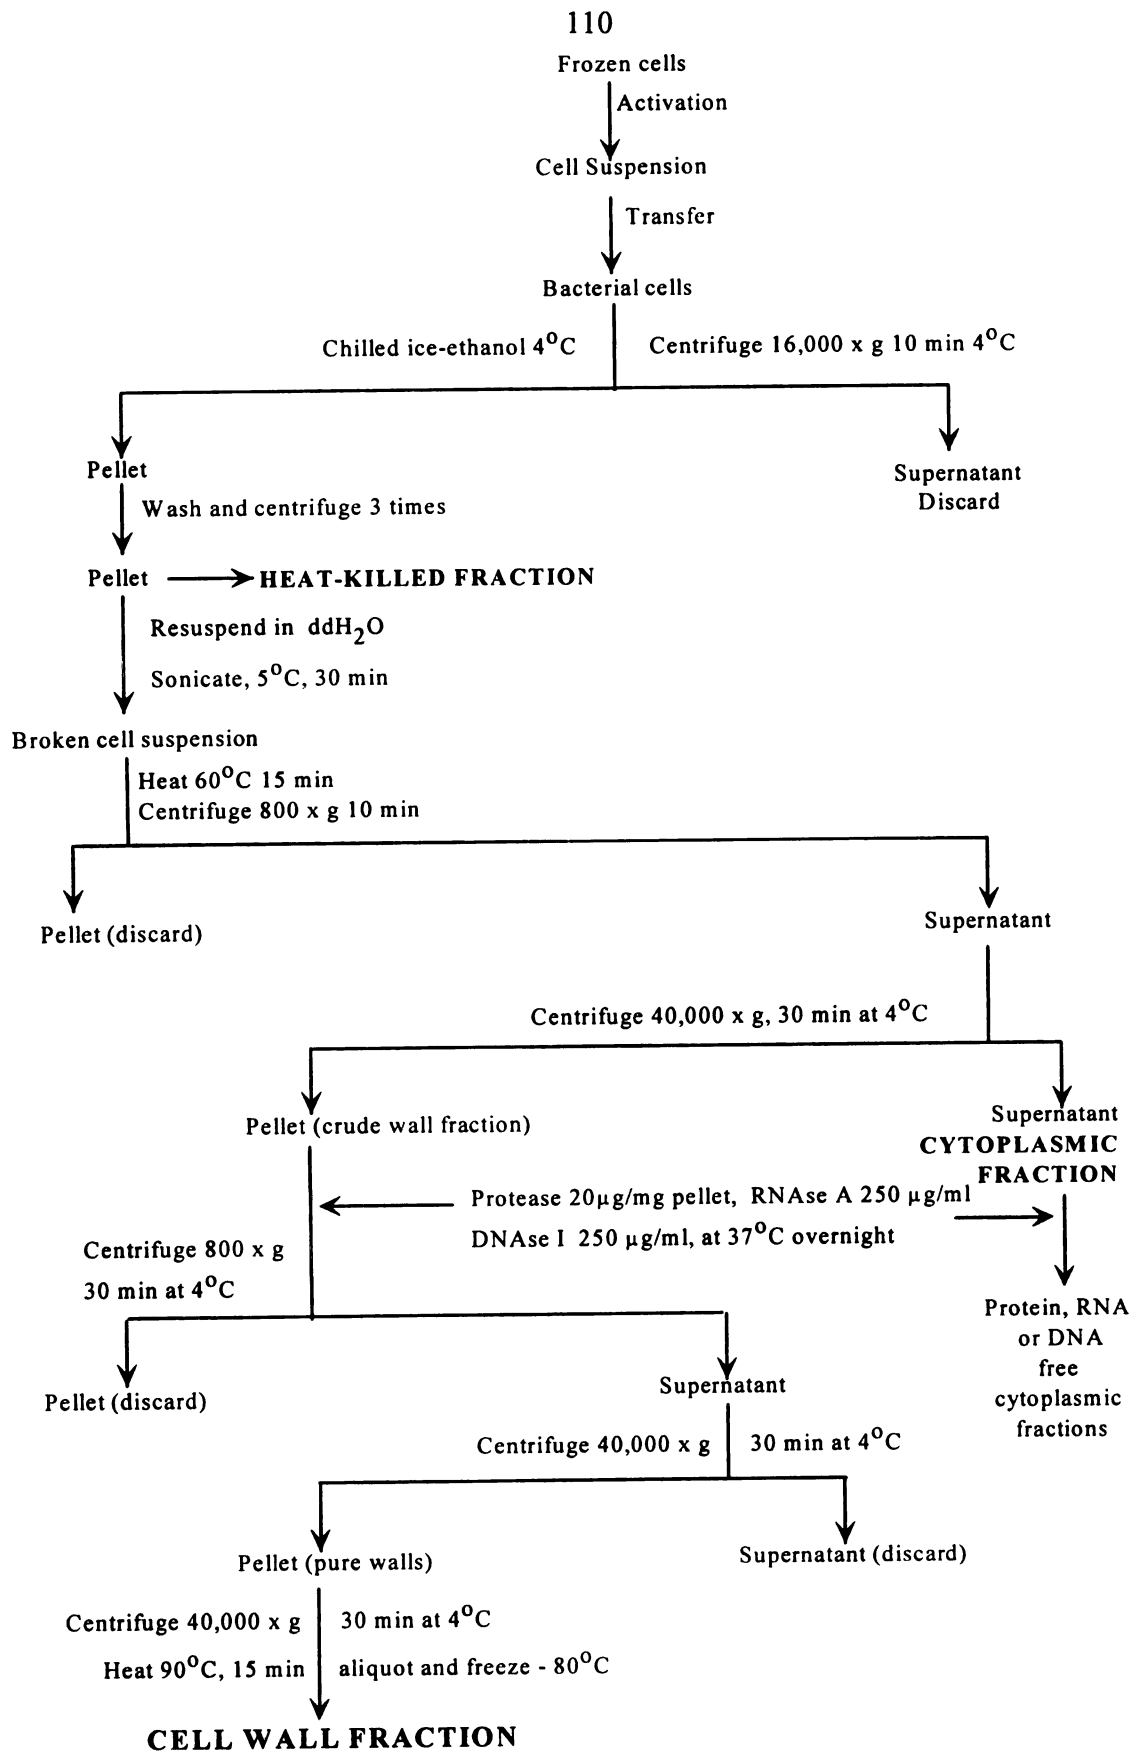 110
Frozen cells
Activation
Cell Suspension
Transfer
Bacterial cells
Chilled ice-ethanol 4°C
Centrifuge 16,000 x g 10 min 4°C
Pellet
Supernatant
Discard
Wash and centrifuge 3 times
Pellet
HEAT-KILLED FRACTION
Resuspend in ddH₂O
Sonicate, 5°C, 30 min
Broken cell suspension
Heat 60°C 15 min
Centrifuge 800 x g 10 min
Pellet (discard)
Supernatant
Centrifuge 40,000 x g, 30 min at 4°C
Pellet (crude wall fraction)
Supernatant
CYTOPLASMIC
FRACTION
Protease 20µg/mg pellet, RNAse A 250 µg/ml
DNAse I 250 µg/ml, at 37°C overnight
Centrifuge 800 x g
30 min at 4°C
Protein, RNA
or DNA
free
cytoplasmic
fractions
Pellet (discard)
Supernatant
Centrifuge 40,000 x g
30 min at 4°C
Pellet (pure walls)
Supernatant (discard)
Centrifuge 40,000 x g
30 min at 4°C
Heat 90°C, 15 min
aliquot and freeze - 80°C
CELL WALL FRACTION